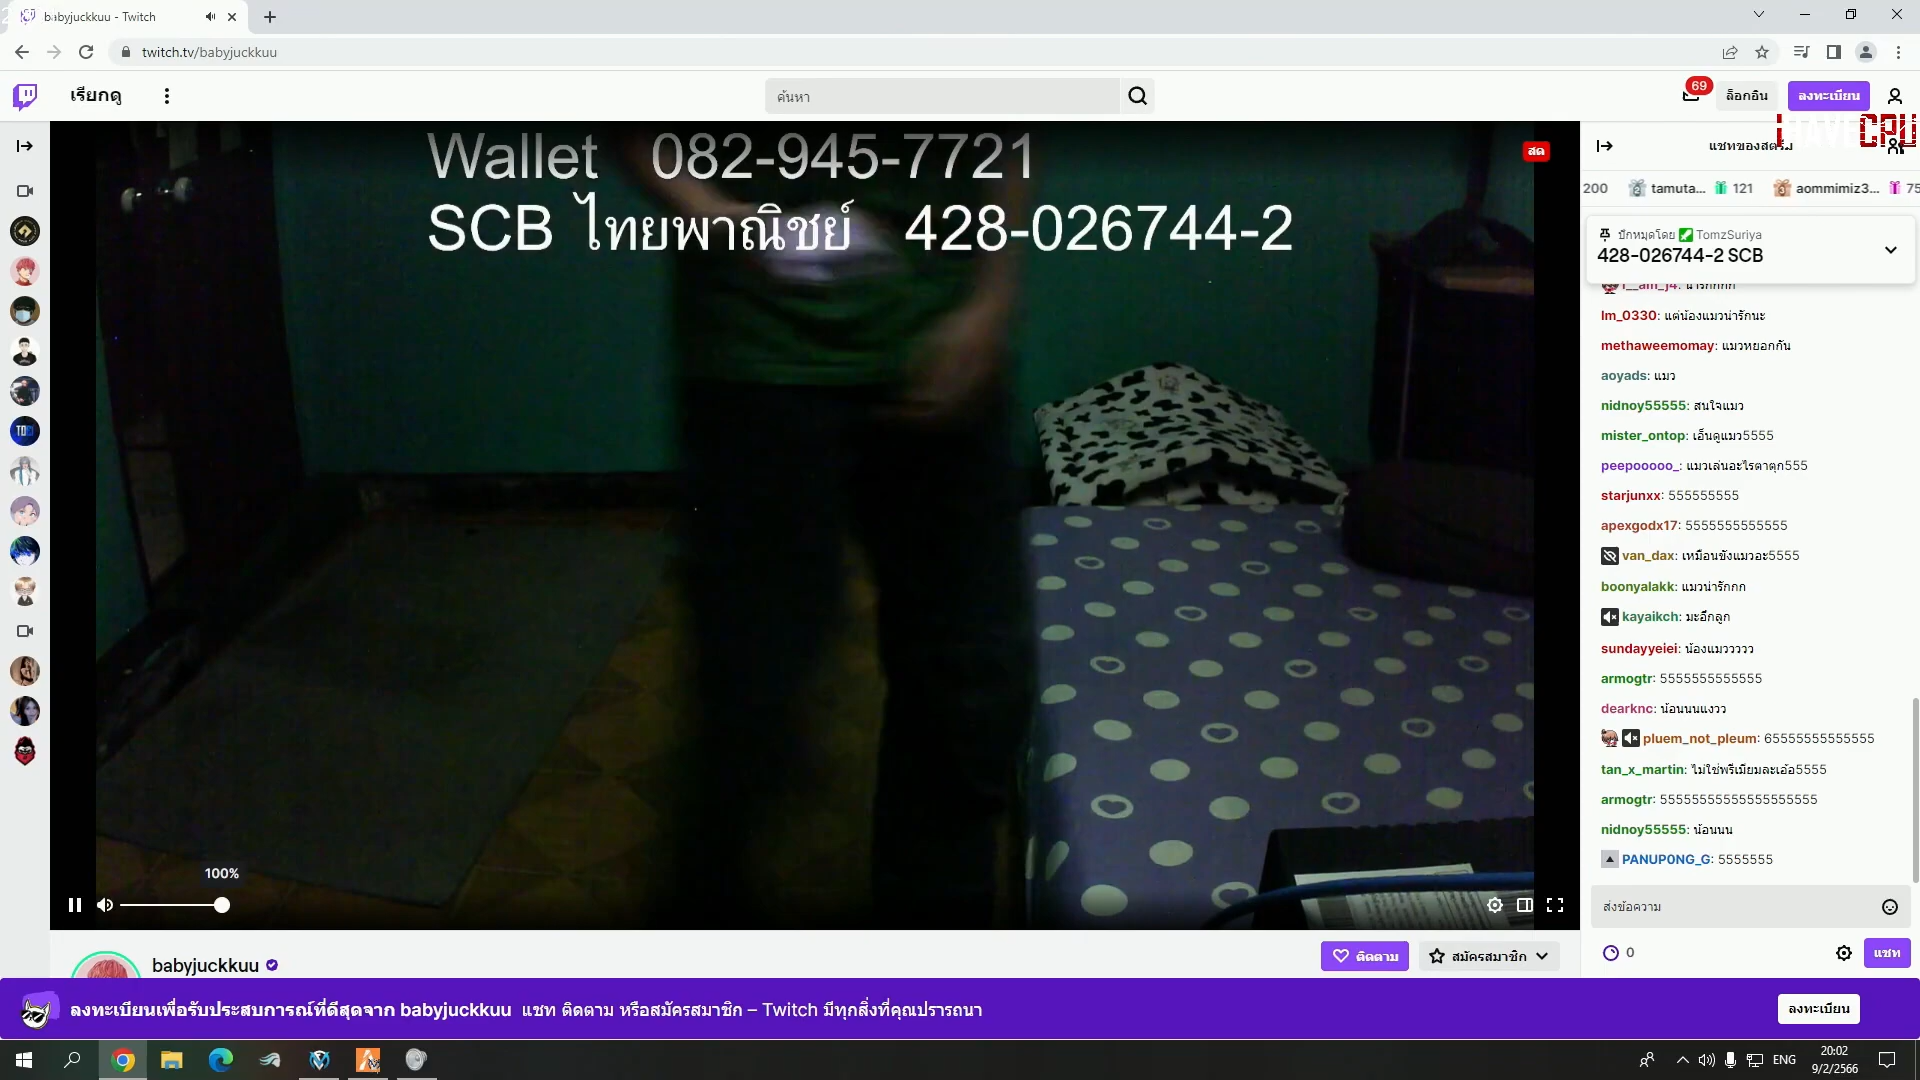 babyjuckkuu - Twitch
twitch.tv/babyjuckkuu
เรียกดู
ค้นหา
69
ล็อกอิน
ลงทะเบียน
Wallet 082-945-7721
SCB ไทยพาณิชย์ 428-026744-2
สด
แชทของสตรีม
200 tamuta... 121 aommimiz3... 75
ปักหมุดโดย TomzSuriya
428-026744-2 SCB
lm_0330: แต่น้องแมวน่ารักนะ
methaweemomay: แมวหยอกกัน
aoyads: แมว
nidnoy55555: สนใจแมว
mister_ontop: เอ็นดูแมว5555
peepooooo_: แมวเล่นอะไรตาตุก555
starjunxx: 555555555
apexgodx17: 5555555555555
van_dax: เหมือนขังแมวอะ5555
boonyalakk: แมวน่ารักกก
kayaikch: มะอึกลูก
sundayyeiei: น้องแมววววว
armogtr: 5555555555555
dearknc: น้อนนนแงวว
pluem_not_pleum: 65555555555555
tan_x_martin: ไม่ใช่พรีเมียมละเอ้อ5555
armogtr: 55555555555555555555
nidnoy55555: น้อนนน
PANUP0NG_G: 5555555
100%
ส่งข้อความ
0
แชท
babyjuckkuu
ติดตาม
สมัครสมาชิก
ลงทะเบียนเพื่อรับประสบการณ์ที่ดีสุดจาก babyjuckkuu แชท ติดตาม หรือสมัครสมาชิก – Twitch มีทุกสิ่งที่คุณปรารถนา
ลงทะเบียน
ENG
20:02
9/2/2566